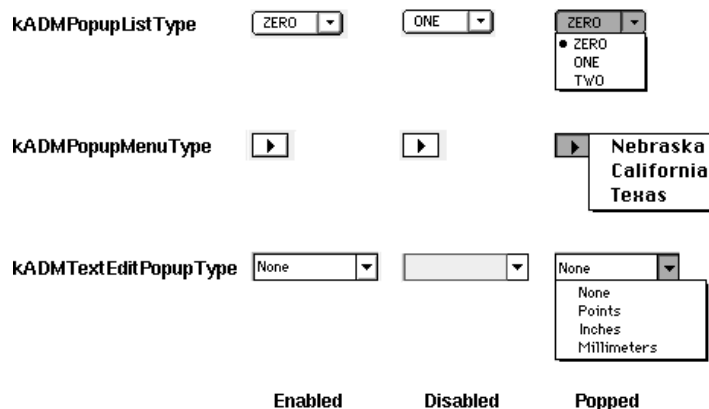 kADMPopupListType ZERO ONE ZERO
ZERO
ONE
TWO
kADMPopupMenuType Nebraska
California
Texas
kADMTextEditPopupType None None
None
Points
Inches
Millimeters
Enabled Disabled Popped